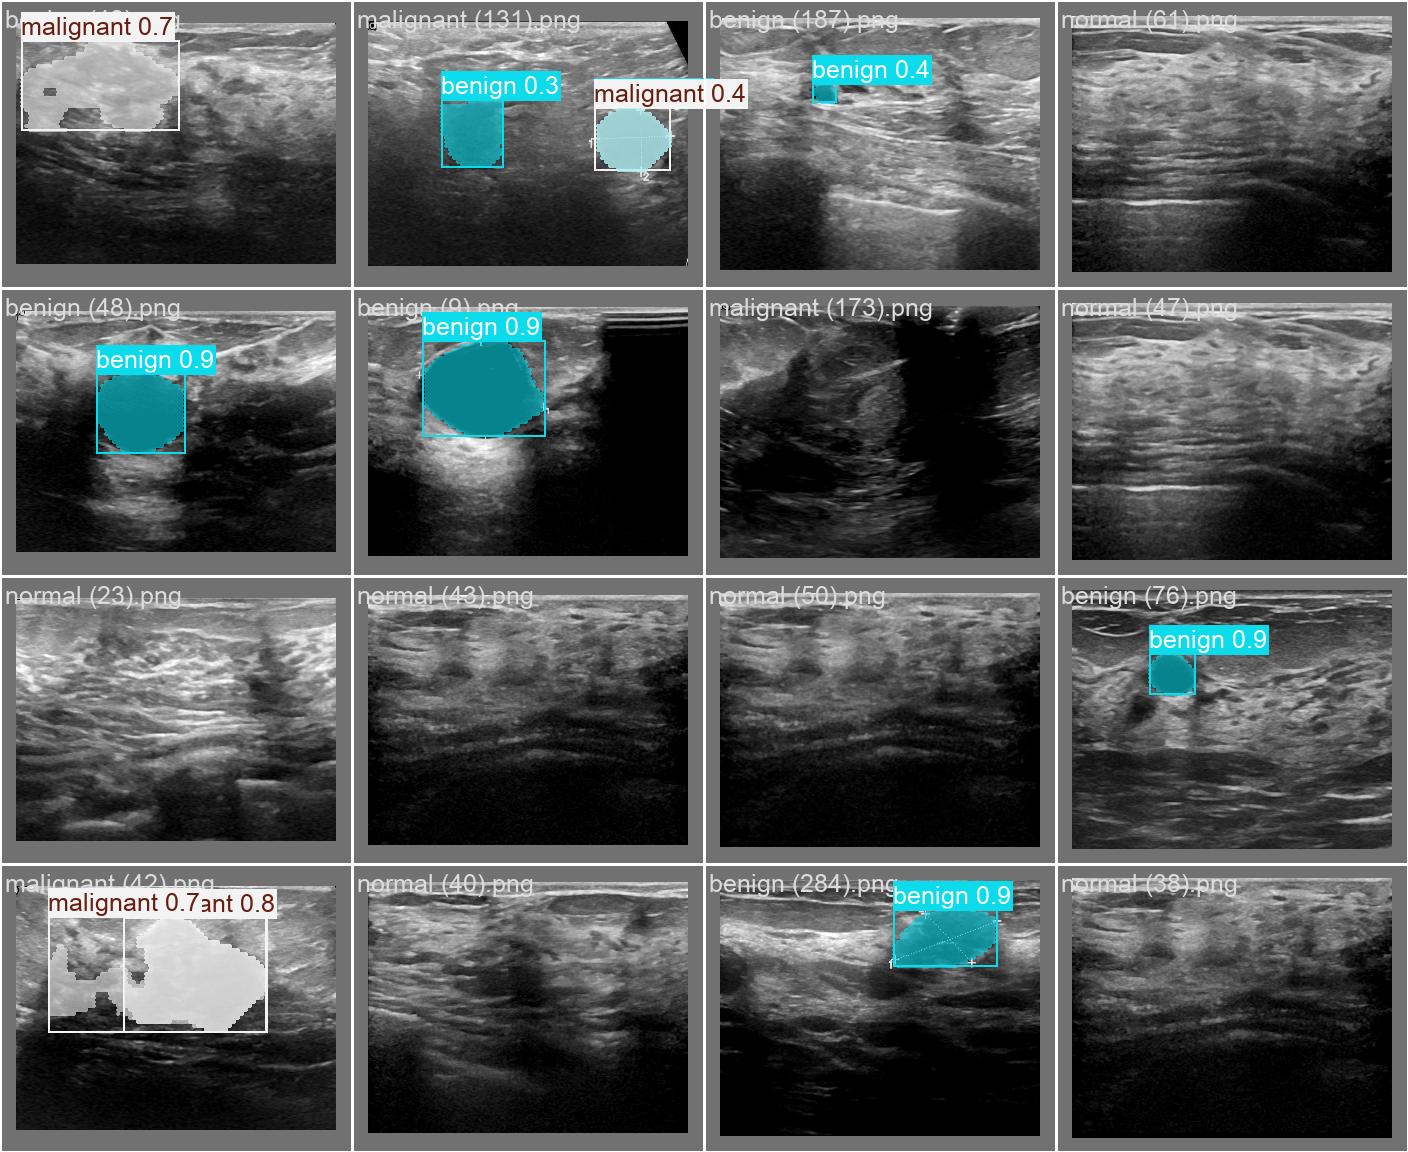 malignant 0.7
malignant (131).png
benign 0.3
malignant 0.4
benign (187).png
benign 0.4
normal (61).png
benign (48).png
benign 0.9
benign (9).png
benign 0.9
malignant (173).png
normal (47).png
normal (23).png
normal (43).png
normal (50).png
benign (76).png
benign 0.9
malignant (42).png
malignant 0.7
ant 0.8
normal (40).png
benign (284).png
benign 0.9
normal (38).png